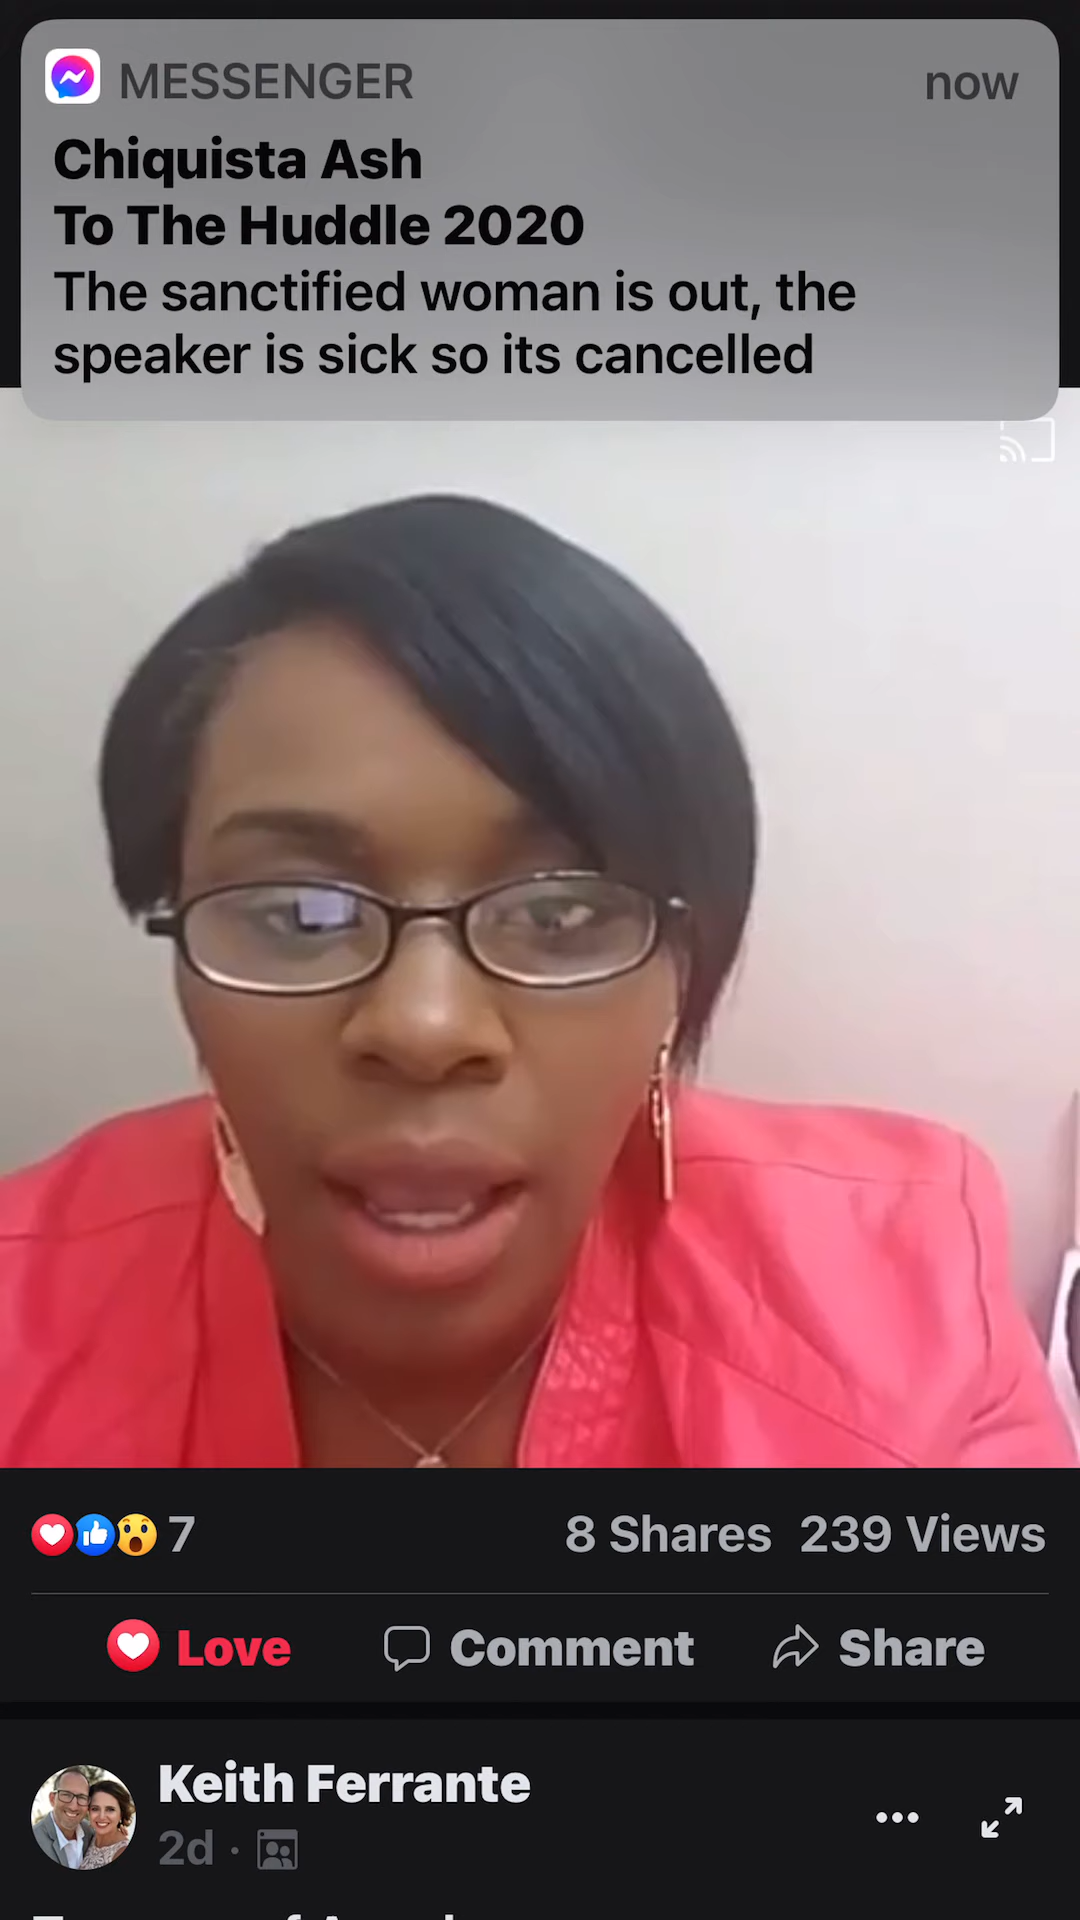 MESSENGER now
Chiquista Ash
To The Huddle 2020
The sanctified woman is out, the
speaker is sick so its cancelled
7 8 Shares 239 Views
Love Comment Share
Keith Ferrante
2d ·